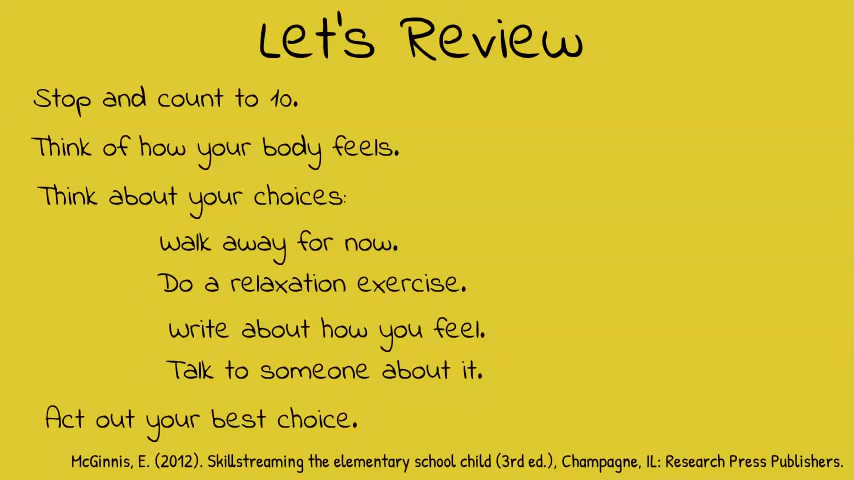 Let's Review
Stop and count to 10.
Think of how your body feels.
Think about your choices:
Walk away for now.
Do a relaxation exercise.
Write about how you feel.
Talk to someone about it.
Act out your best choice.
McGinnis, E. (2012). Skillstreaming the elementary school child (3rd ed.), Champagne, IL: Research Press Publishers.